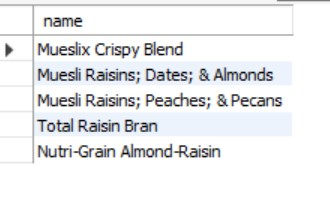 name
Mueslix Crispy Blend
Muesli Raisins; Dates; & Almonds
Muesli Raisins; Peaches; & Pecans
Total Raisin Bran
Nutri-Grain Almond-Raisin